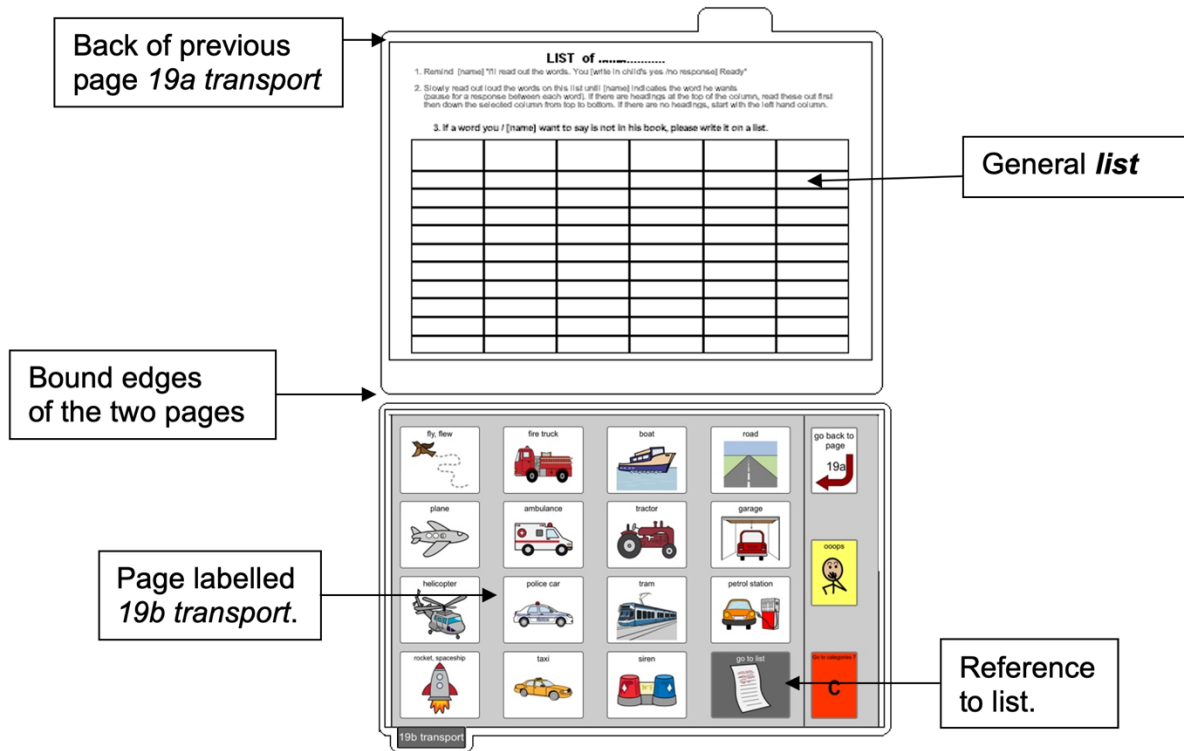 Back of previous
page 19a transport
LIST of ...................
1. Remind [name] "I'll read out the words. You [write in child's yes /no response] Ready"
2. Slowly read out loud the words on this list until [name] indicates the word he wants
(pause for a response between each word). If there are headings at the top of the column, read these out first
then down the selected column from top to bottom. If there are no headings, start with the left hand column.
3. If a word you / [name] want to say is not in his book, please write it on a list.
General list
Bound edges
of the two pages
fly, flew
fire truck
boat
road
go back to
page
19a
plane
ambulance
tractor
garage
ooops
Page labelled
19b transport.
helicopter
police car
tram
petrol station
rocket, spaceship
taxi
siren
go to list
Go to categories
C
Reference
to list.
19b transport